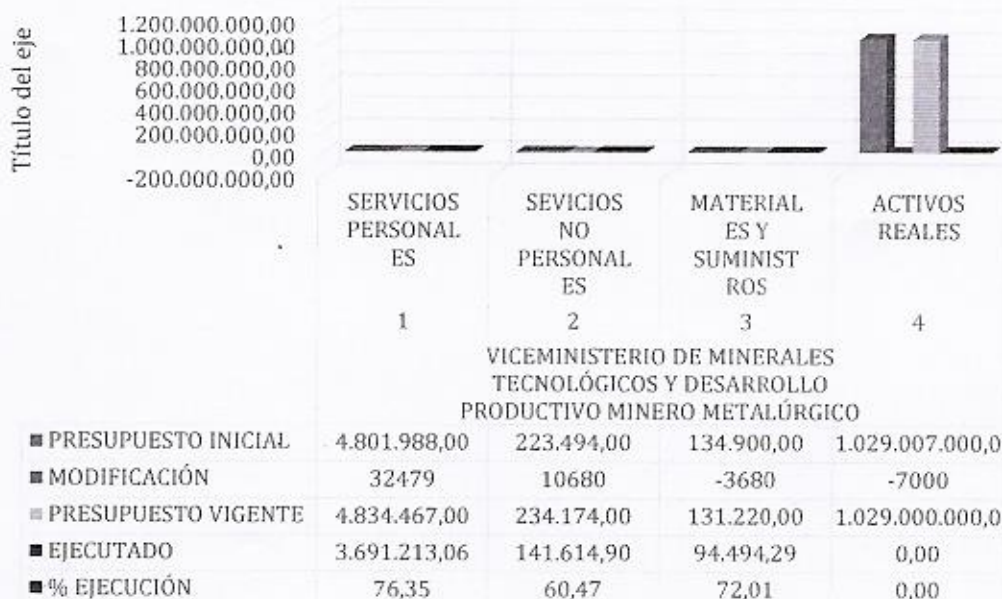 Título del eje
1.200.000.000,00
1.000.000.000,00
800.000.000,00
600.000.000,00
400.000.000,00
200.000.000,00
0,00
-200.000.000,00
SERVICIOS PERSONAL ES
SEVICIOS NO PERSONAL ES
MATERIAL ES Y SUMINIST ROS
ACTIVOS REALES
1 2 3 4
VICEMINISTERIO DE MINERALES
TECNOLÓGICOS Y DESARROLLO
PRODUCTIVO MINERO METALÚRGICO
PRESUPUESTO INICIAL 4.801.988,00 223.494,00 134.900,00 1.029.007.000,0
MODIFICACIÓN 32479 10680 -3680 -7000
PRESUPUESTO VIGENTE 4.834.467,00 234.174,00 131.220,00 1.029.000.000,0
EJECUTADO 3.691.213,06 141.614,90 94.494,29 0,00
% EJECUCIÓN 76,35 60,47 72,01 0,00